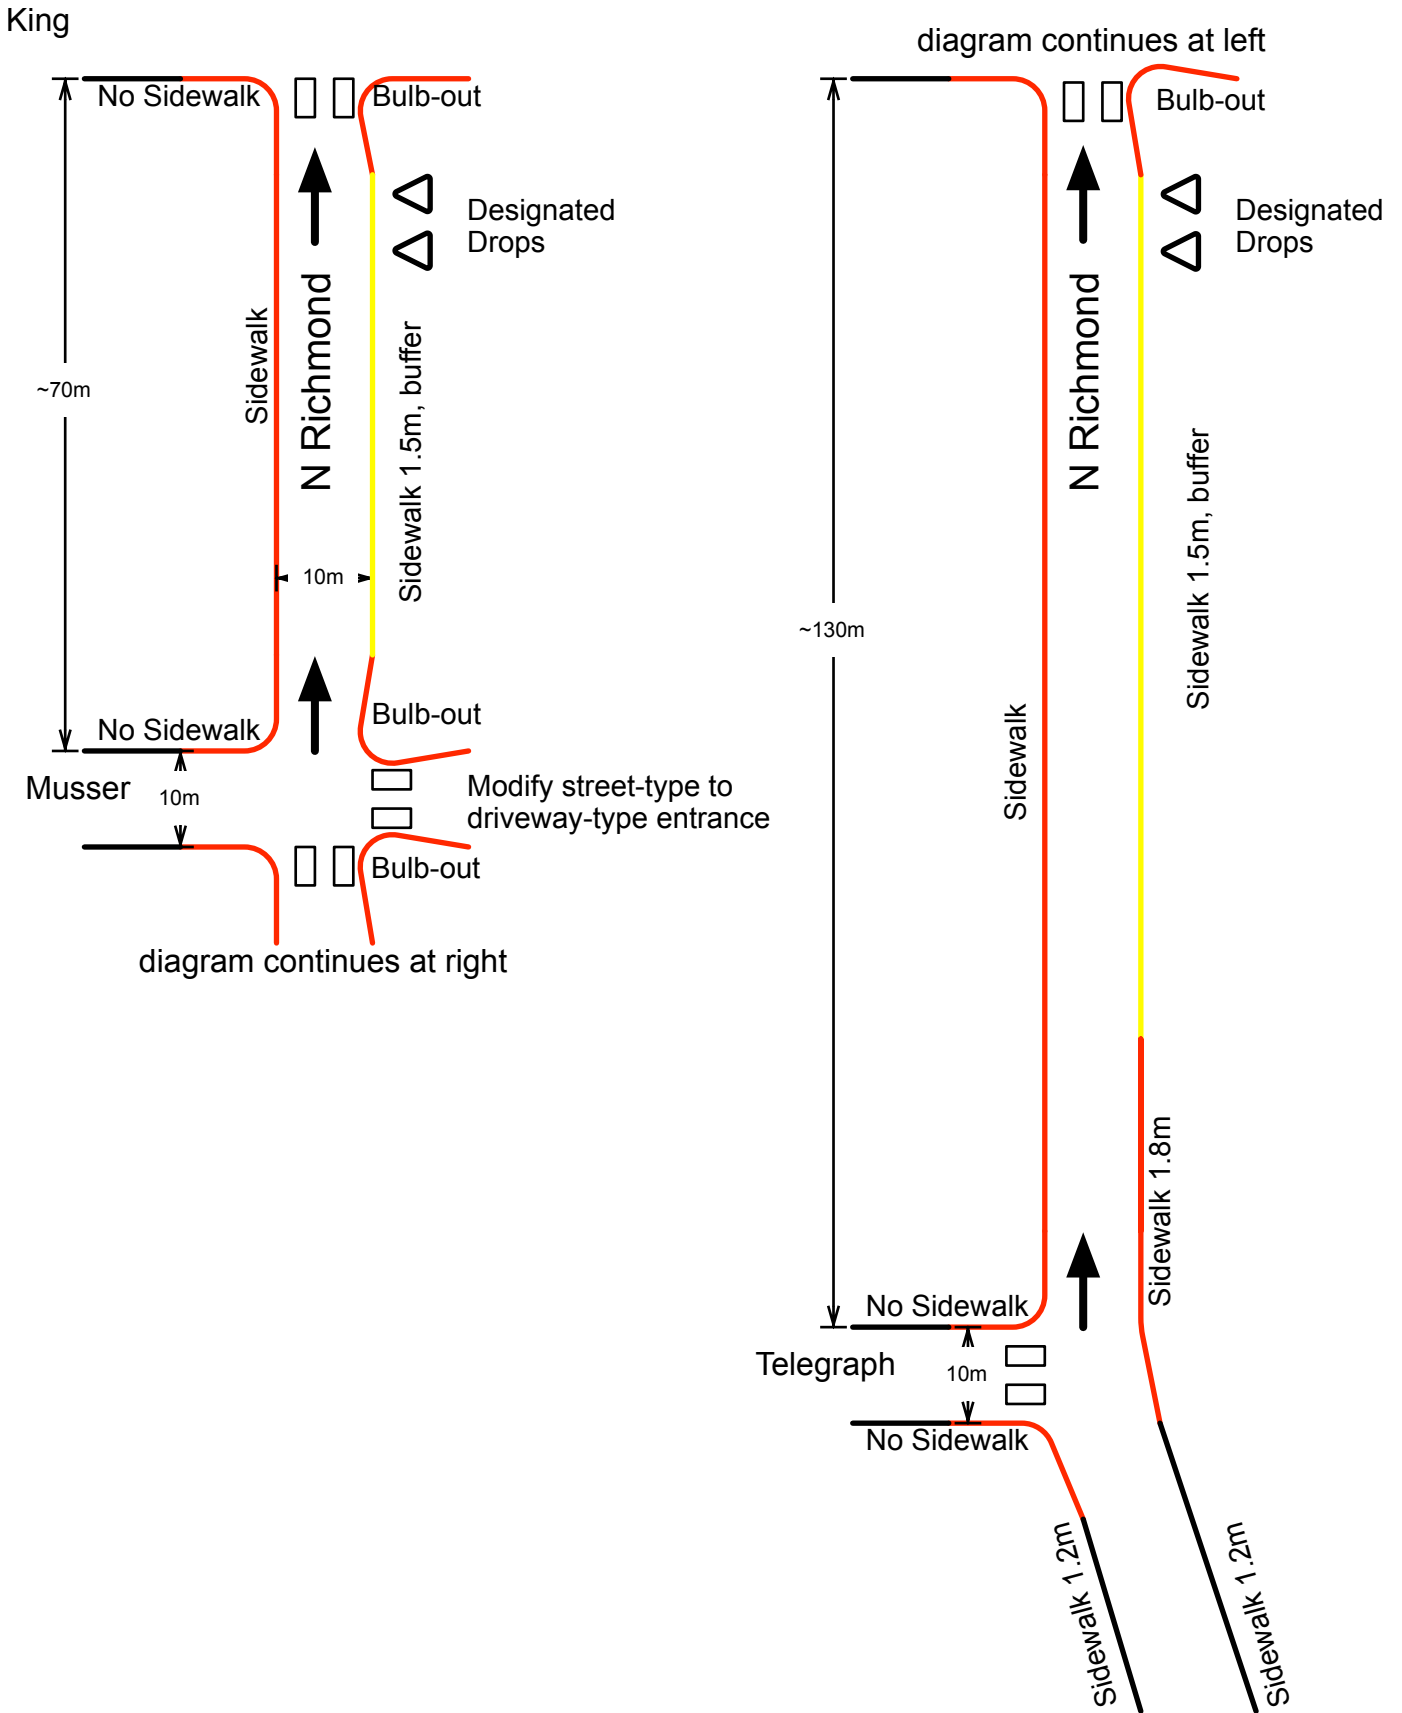 King
No Sidewalk
Bulb-out
Designated
Drops
~70m
Sidewalk
N Richmond
Sidewalk 1.5m, buffer
10m
No Sidewalk
Bulb-out
Musser
10m
Modify street-type to
driveway-type entrance
Bulb-out
diagram continues at right
diagram continues at left
Bulb-out
Designated
Drops
N Richmond
Sidewalk 1.5m, buffer
~130m
Sidewalk
Sidewalk 1.8m
No Sidewalk
Telegraph
10m
No Sidewalk
Sidewalk 1.2m
Sidewalk 1.2m